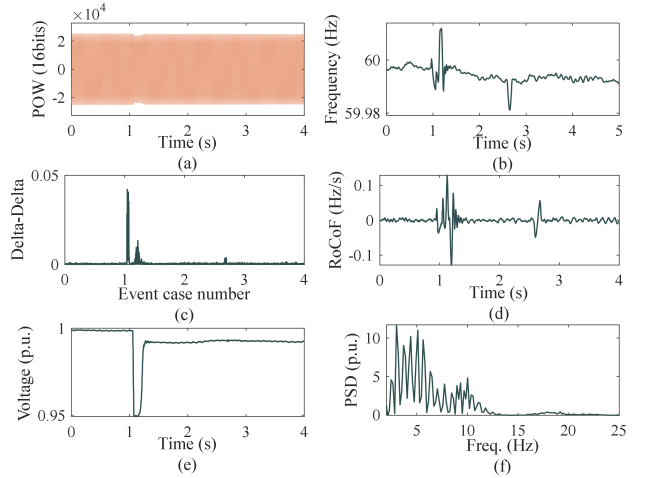 ×10⁴
POW (16bits)
2
0
-2
0 1 2 3 4
Time (s)
(a)
Frequency (Hz)
60
59.98
0 1 2 3 4 5
Time (s)
(b)
Delta-Delta
0.05
0
0 1 2 3 4
Event case number
(c)
RoCoF (Hz/s)
0.1
0
-0.1
0 1 2 3 4
Time (s)
(d)
Voltage (p.u.)
1
0.95
0 1 2 3 4
Time (s)
(e)
PSD (p.u.)
10
5
0
5 10 15 20 25
Freq. (Hz)
(f)